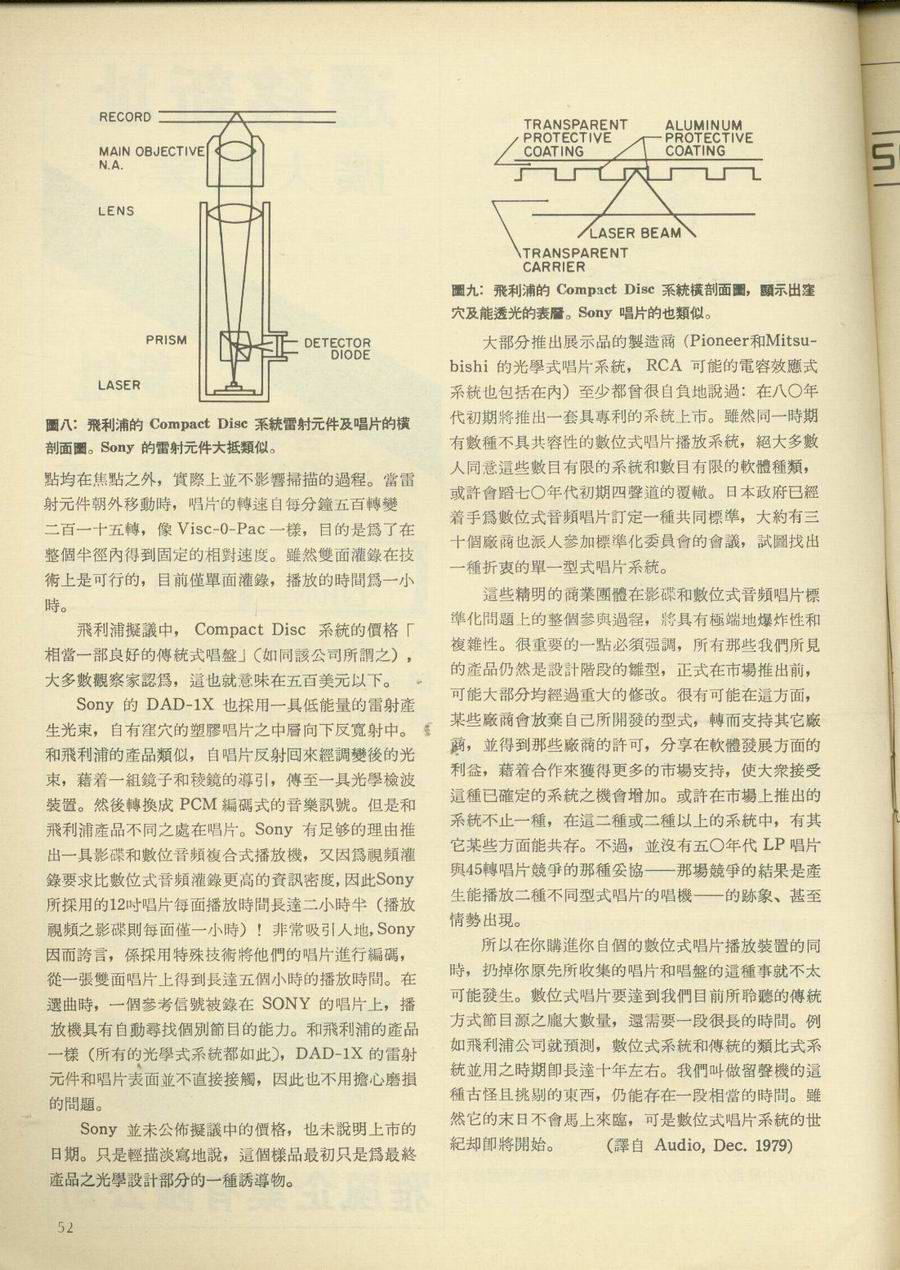 RECORD
MAIN OBJECTIVE
N.A.
LENS
PRISM
DETECTOR
DIODE
LASER
圖八: 飛利浦的 Compact Disc 系統雷射元件及唱片的橫
剖面圖。Sony 的雷射元件大抵類似。
點均在焦點之外，實際上並不影響掃描的過程。當雷
射元件朝外移動時，唱片的轉速自每分鐘五百轉變
二百一十五轉，像 Visc-0-Pac 一樣，目的是爲了在
整個半徑內得到固定的相對速度。雖然雙面灌錄在技
術上是可行的，目前僅單面灌錄，播放的時間爲一小
時。
飛利浦擬議中， Compact Disc 系統的價格「
相當一部良好的傳統式唱盤」（如同該公司所謂之），
大多數觀察家認爲，這也就意味在五百美元以下。
Sony 的 DAD-1X 也採用一具低能量的雷射產
生光束，自有窪穴的塑膠唱片之中層向下反寬射中。
和飛利浦的產品類似，自唱片反射回來經調變後的光
束，藉着一組鏡子和稜鏡的導引，傳至一具光學檢波
裝置。然後轉換成 PCM 編碼式的音樂訊號。但是和
飛利浦產品不同之處在唱片。Sony 有足够的理由推
出一具影碟和數位音頻複合式播放機，又因爲視頻灌
錄要求比數位式音頻灌錄更高的資訊密度，因此Sony
所採用的12吋唱片每面播放時間長達二小時半（播放
視頻之影碟則每面僅一小時）！非常吸引人地，Sony
因而誇言，係採用特殊技術將他們的唱片進行編碼，
從一張雙面唱片上得到長達五個小時的播放時間。在
選曲時，一個參考信號被錄在 SONY 的唱片上，播
放機具有自動尋找個別節目的能力。和飛利浦的產品
一樣（所有的光學式系統都如此），DAD-1X 的雷射
元件和唱片表面並不直接接觸，因此也不用擔心磨損
的問題。
Sony 並未公佈擬議中的價格，也未說明上市的
日期。只是輕描淡寫地說，這個樣品最初只是爲最終
產品之光學設計部分的一種誘導物。
52
TRANSPARENT
PROTECTIVE
COATING
ALUMINUM
PROTECTIVE
COATING
LASER BEAM
TRANSPARENT
CARRIER
圖九: 飛利浦的 Compact Disc 系統橫剖面圖，顯示出窪
穴及能透光的表層。Sony 唱片的也類似。
大部分推出展示品的製造商 (Pioneer和Mitsu-
bishi 的光學式唱片系統， RCA 可能的電容效應式
系統也包括在內）至少都曾很自負地說過: 在八〇年
代初期將推出一套具專利的系統上市。雖然同一時期
有數種不具共容性的數位式唱片播放系統，絕大多數
人同意這些數目有限的系統和數目有限的軟體種類，
或許會蹈七〇年代初期四聲道的覆轍。日本政府已經
着手爲數位式音頻唱片訂定一種共同標準，大約有三
十個廠商也派人參加標準化委員會的會議，試圖找出
一種折衷的單一型式唱片系統。
這些精明的商業團體在影碟和數位式音頻唱片標
準化問題上的整個參與過程，將具有極端地爆炸性和
複雜性。很重要的一點必須强調，所有那些我們所見
的產品仍然是設計階段的雛型，正式在市場推出前，
可能大部分均經過重大的修改。很有可能在這方面，
某些廠商會放棄自己所開發的型式，轉而支持其它廠
商，並得到那些廠商的許可，分享在軟體發展方面的
利益，藉着合作來獲得更多的市場支持，使大衆接受
這種已確定的系統之機會增加。或許在市場上推出的
系統不止一種，在這二種或二種以上的系統中，有其
它某些方面能共存。不過，並沒有五〇年代 LP 唱片
與45轉唱片競爭的那種妥協——那場競爭的結果是產
生能播放二種不同型式唱片的唱機——的跡象、甚至
情勢出現。
所以在你購進你自個的數位式唱片播放裝置的同
時，扔掉你原先所收集的唱片和唱盤的這種事就不太
可能發生。數位式唱片要達到我們目前所聆聽的傳統
方式節目源之龐大數量，還需要一段很長的時間。例
如飛利浦公司就預測，數位式系統和傳統的類比式系
統並用之時期卽長達十年左右。我們叫做留聲機的這
種古怪且挑剔的東西，仍能存在一段相當的時間。雖
然它的末日不會馬上來臨，可是數位式唱片系統的世
紀却卽將開始。 （譯自 Audio, Dec. 1979)